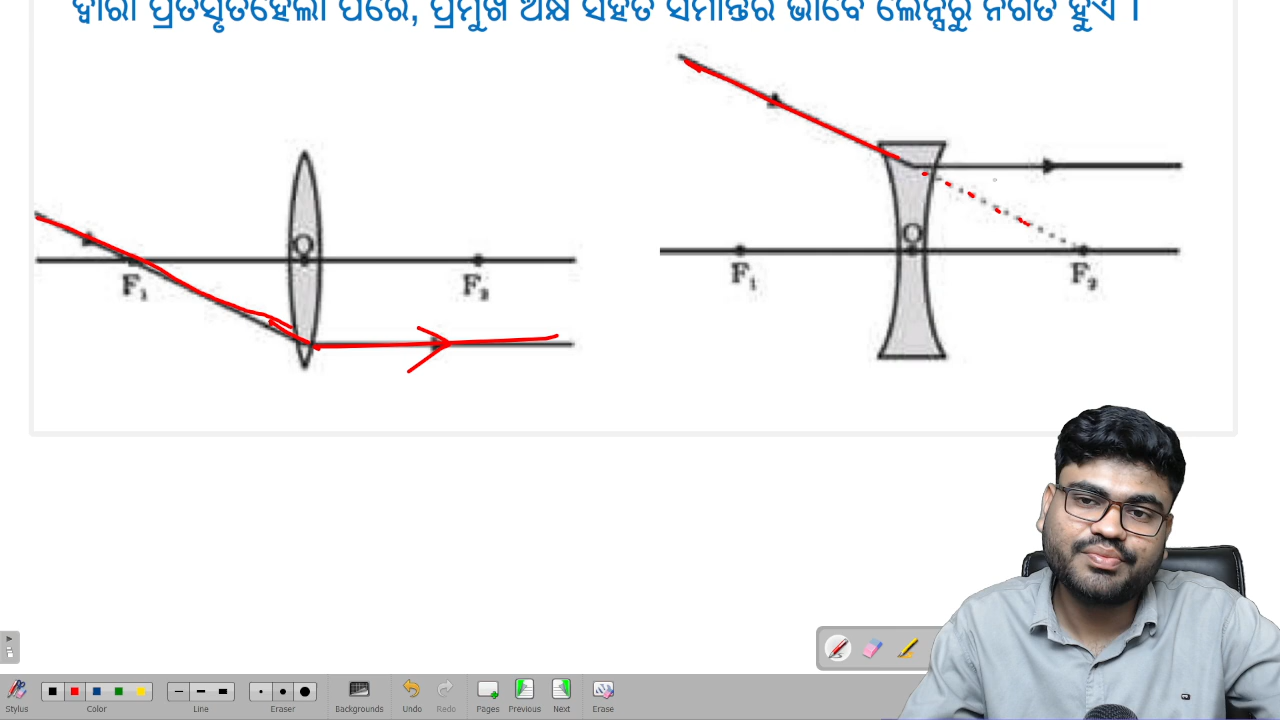 ଦ୍ୱାରା ପ୍ରତିସୃତହେଲା ପରେ, ପ୍ରମୁଖ ଅକ୍ଷ ସହିତ ସମାନ୍ତର ଭାବେ ଲେନ୍ସରୁ ନିର୍ଗତ ହୁଏ ।
O
F₁
F₂
O
F₁
F₂
Stylus
Color
Line
Eraser
Backgrounds
Undo
Redo
Pages
Previous
Next
Erase